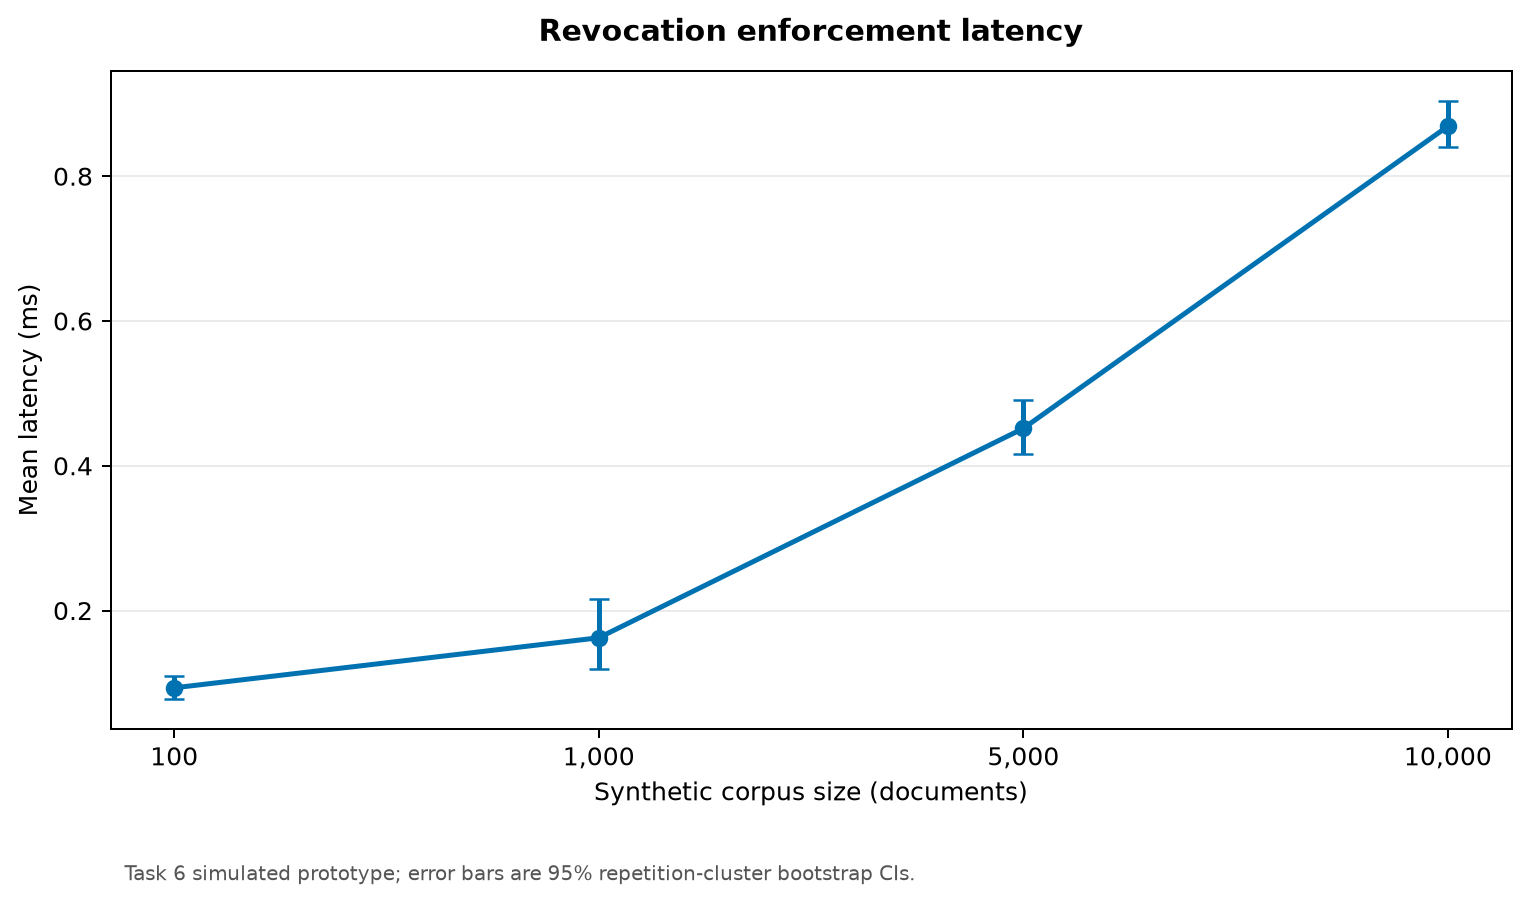 Revocation enforcement latency
Mean latency (ms)
0.8
0.6
0.4
0.2
100 1,000 5,000 10,000
Synthetic corpus size (documents)
Task 6 simulated prototype; error bars are 95% repetition-cluster bootstrap CIs.